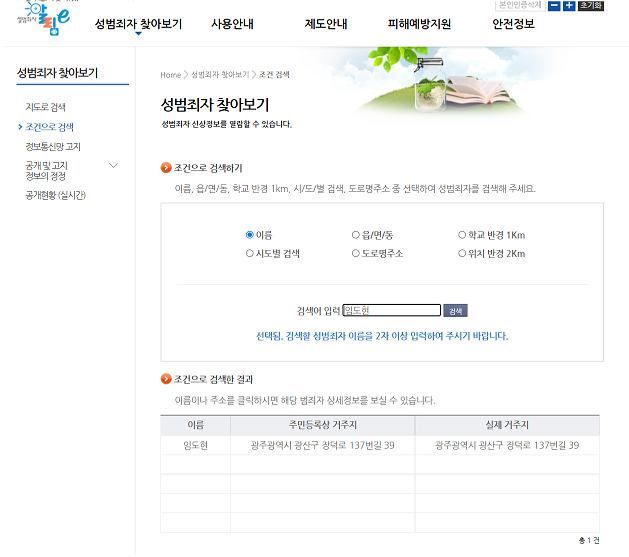 성범죄자 알림e
본인인증삭제 초기화
성범죄자 찾아보기 사용안내 제도안내 피해예방지원 안전정보
성범죄자 찾아보기
지도로 검색
조건으로 검색
정보통신망 고지
공개 및 고지
정보의 정정
공개현황 (실시간)
Home > 성범죄자 찾아보기 > 조건 검색
성범죄자 찾아보기
성범죄자 신상정보를 열람할 수 있습니다.
조건으로 검색하기
이름, 읍/면/동, 학교 반경 1km, 시/도/별 검색, 도로명주소 중 선택하여 성범죄자를 검색해 주세요.
이름 읍/면/동 학교 반경 1Km
시도별 검색 도로명주소 위치 반경 2Km
검색어 입력 임도현 검색
선택됨, 검색할 성범죄자 이름을 2자 이상 입력하여 주시기 바랍니다.
조건으로 검색한 결과
이름이나 주소를 클릭하시면 해당 범죄자 상세정보를 보실 수 있습니다.
이름 주민등록상 거주지 실제 거주지
임도현 광주광역시 광산구 장덕로 137번길 39 광주광역시 광산구 장덕로 137번길 39
총 1 건